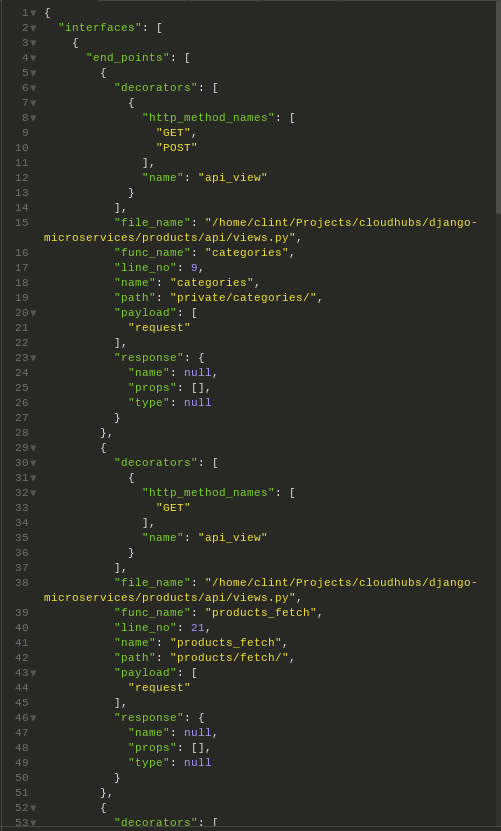 1 {
2   "interfaces": [
3     {
4       "end_points": [
5         {
6           "decorators": [
7             {
8               "http_method_names": [
9                 "GET",
10                 "POST"
11               ],
12               "name": "api_view"
13             }
14           ],
15           "file_name": "/home/clint/Projects/cloudhubs/django-
microservices/products/api/views.py",
16           "func_name": "categories",
17           "line_no": 9,
18           "name": "categories",
19           "path": "private/categories/",
20           "payload": [
21             "request"
22           ],
23           "response": {
24             "name": null,
25             "props": [],
26             "type": null
27           }
28         },
29         {
30           "decorators": [
31             {
32               "http_method_names": [
33                 "GET"
34               ],
35               "name": "api_view"
36             }
37           ],
38           "file_name": "/home/clint/Projects/cloudhubs/django-
microservices/products/api/views.py",
39           "func_name": "products_fetch",
40           "line_no": 21,
41           "name": "products_fetch",
42           "path": "products/fetch/",
43           "payload": [
44             "request"
45           ],
46           "response": {
47             "name": null,
48             "props": [],
49             "type": null
50           }
51         },
52         {
53           "decorators": [